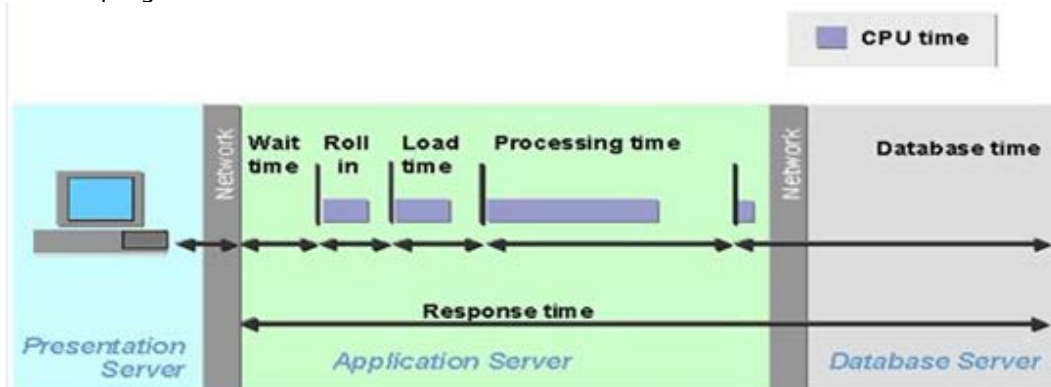 CPU time
Network
Wait time
Roll in
Load time
Processing time
Network
Database time
Response time
Presentation Server
Application Server
Database Server